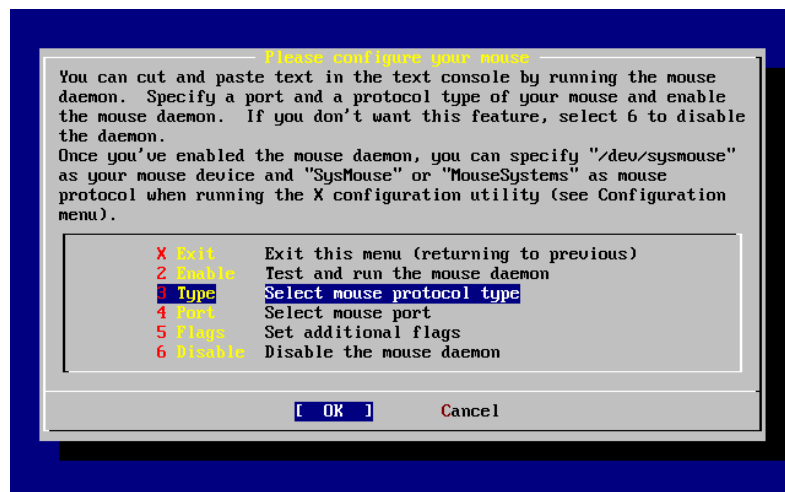 Please configure your mouse
You can cut and paste text in the text console by running the mouse
daemon.  Specify a port and a protocol type of your mouse and enable
the mouse daemon.  If you don't want this feature, select 6 to disable
the daemon.
Once you've enabled the mouse daemon, you can specify "/dev/sysmouse"
as your mouse device and "SysMouse" or "MouseSystems" as mouse
protocol when running the X configuration utility (see Configuration
menu).
X Exit     Exit this menu (returning to previous)
2 Enable   Test and run the mouse daemon
3 Type     Select mouse protocol type
4 Port     Select mouse port
5 Flags    Set additional flags
6 Disable  Disable the mouse daemon
[  OK  ]       Cancel